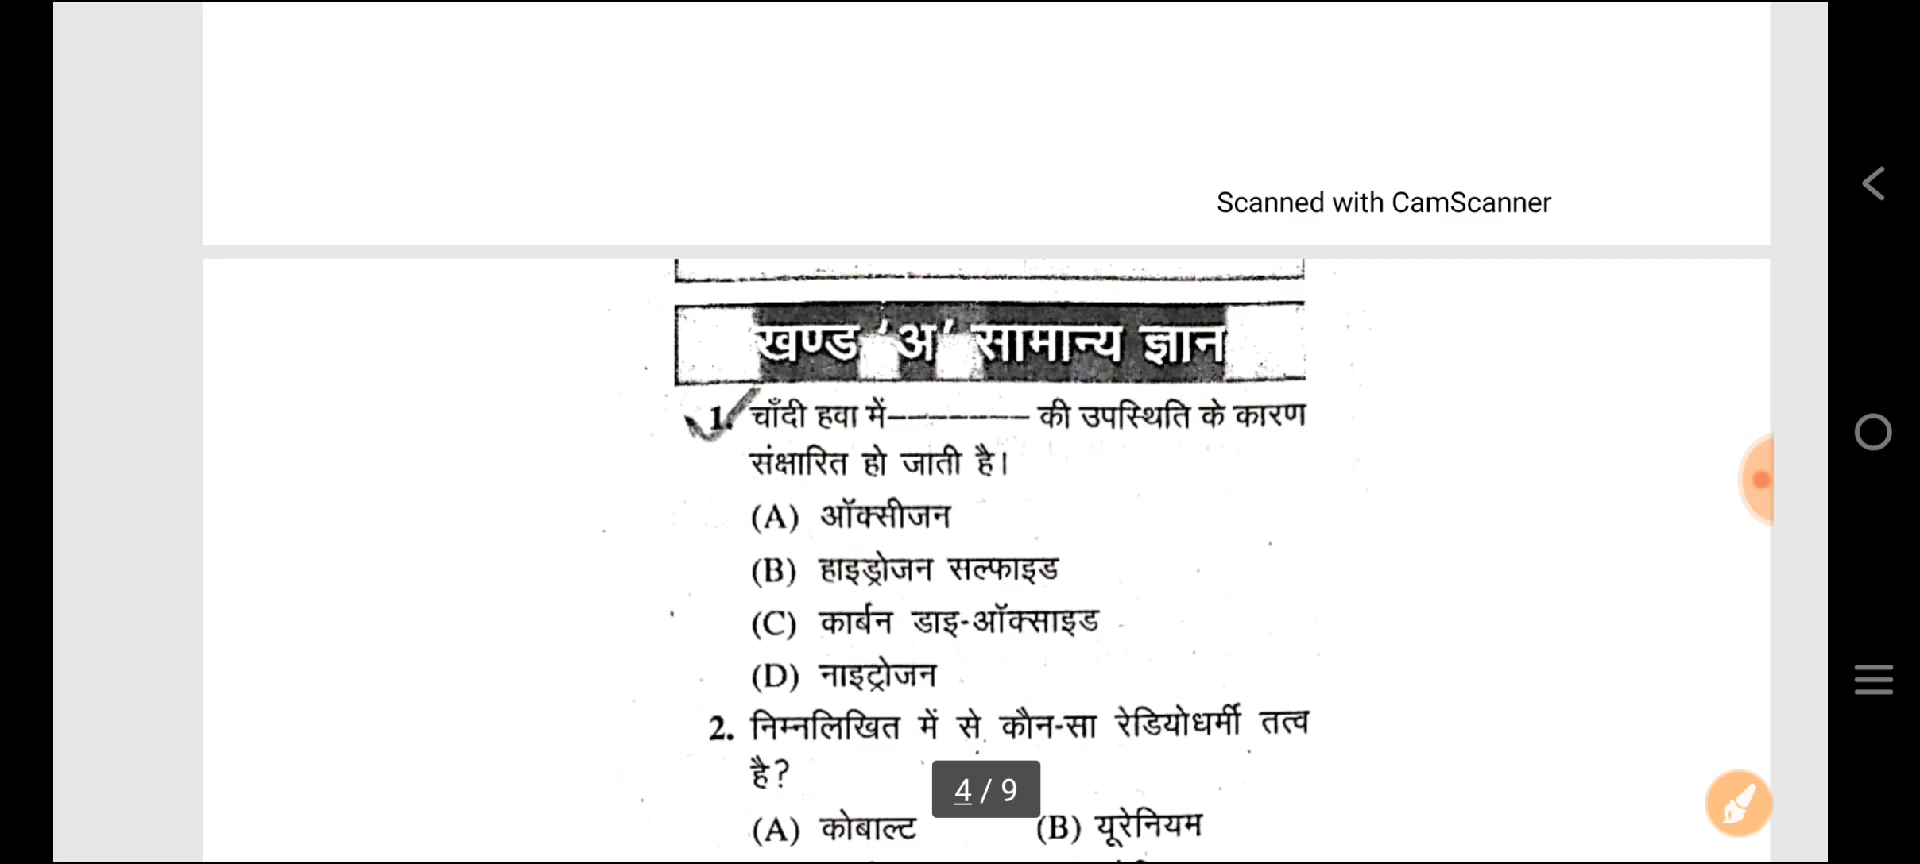 Scanned with CamScanner
खण्ड 'अ' सामान्य ज्ञान
1. चाँदी हवा में---------- की उपस्थिति के कारण
संक्षारित हो जाती है।
(A) ऑक्सीजन
(B) हाइड्रोजन सल्फाइड
(C) कार्बन डाइ-ऑक्साइड
(D) नाइट्रोजन
2. निम्नलिखित में से कौन-सा रेडियोधर्मी तत्व
है?
4 / 9
(A) कोबाल्ट (B) यूरेनियम